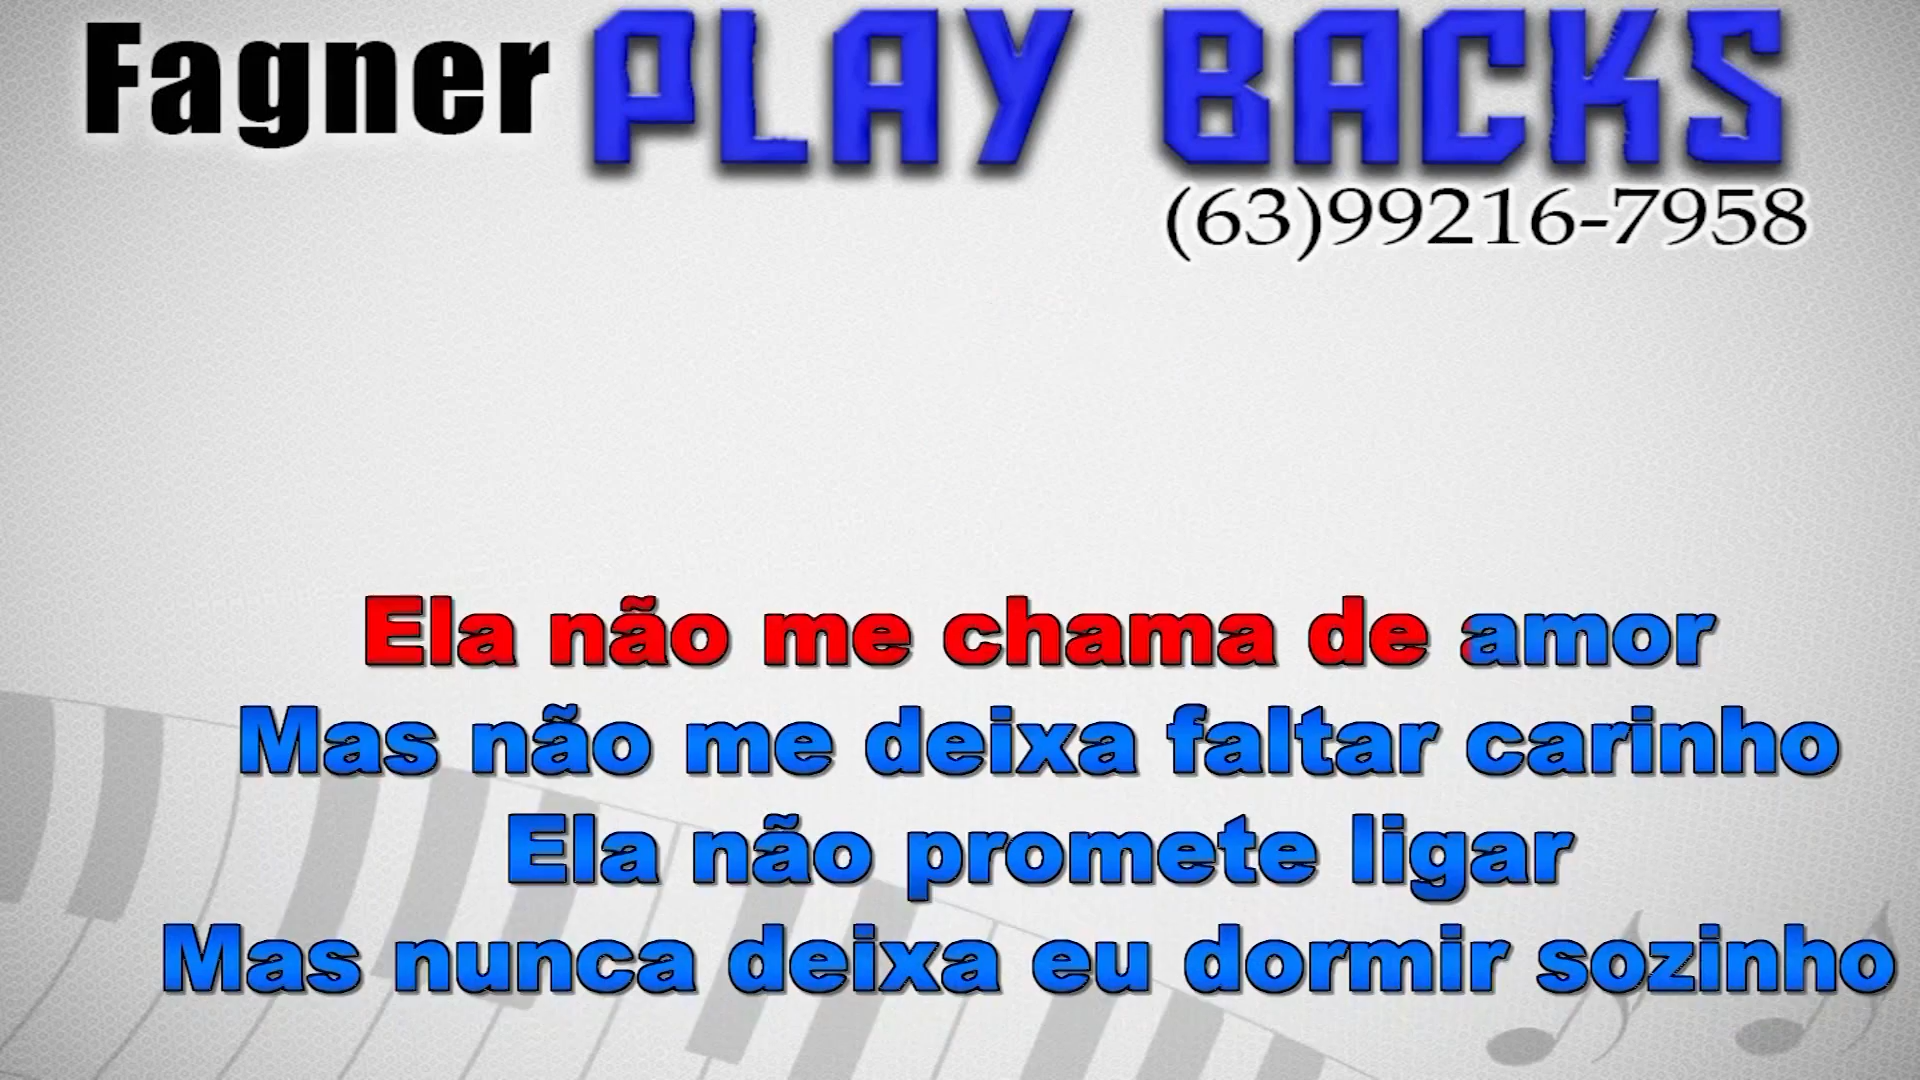 Fagner PLAY BACKS
(63)99216-7958
Ela não me chama de amor
Mas não me deixa faltar carinho
Ela não promete ligar
Mas nunca deixa eu dormir sozinho